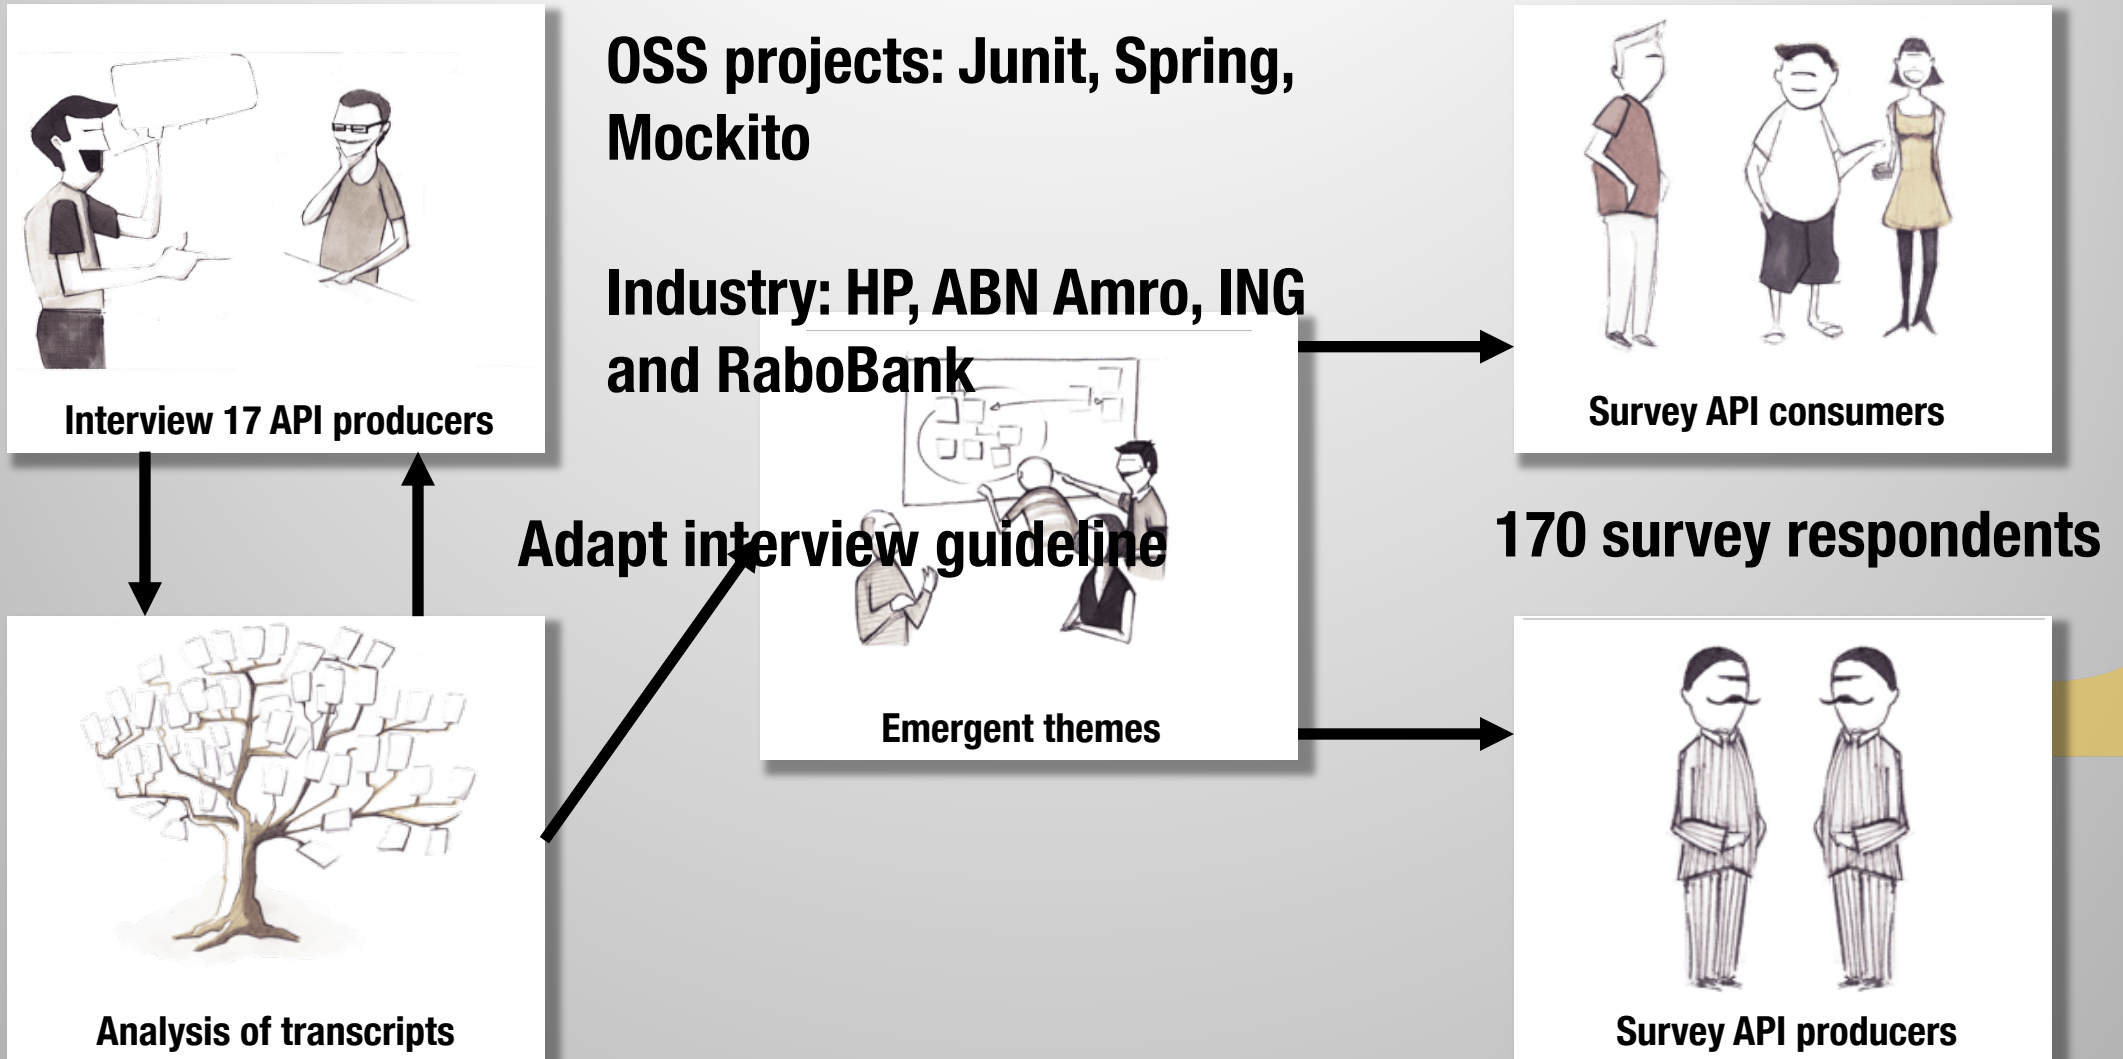 OSS projects: Junit, Spring,
Mockito
Industry: HP, ABN Amro, ING
and RaboBank
Interview 17 API producers
Survey API consumers
Adapt interview guideline
170 survey respondents
Emergent themes
Analysis of transcripts
Survey API producers